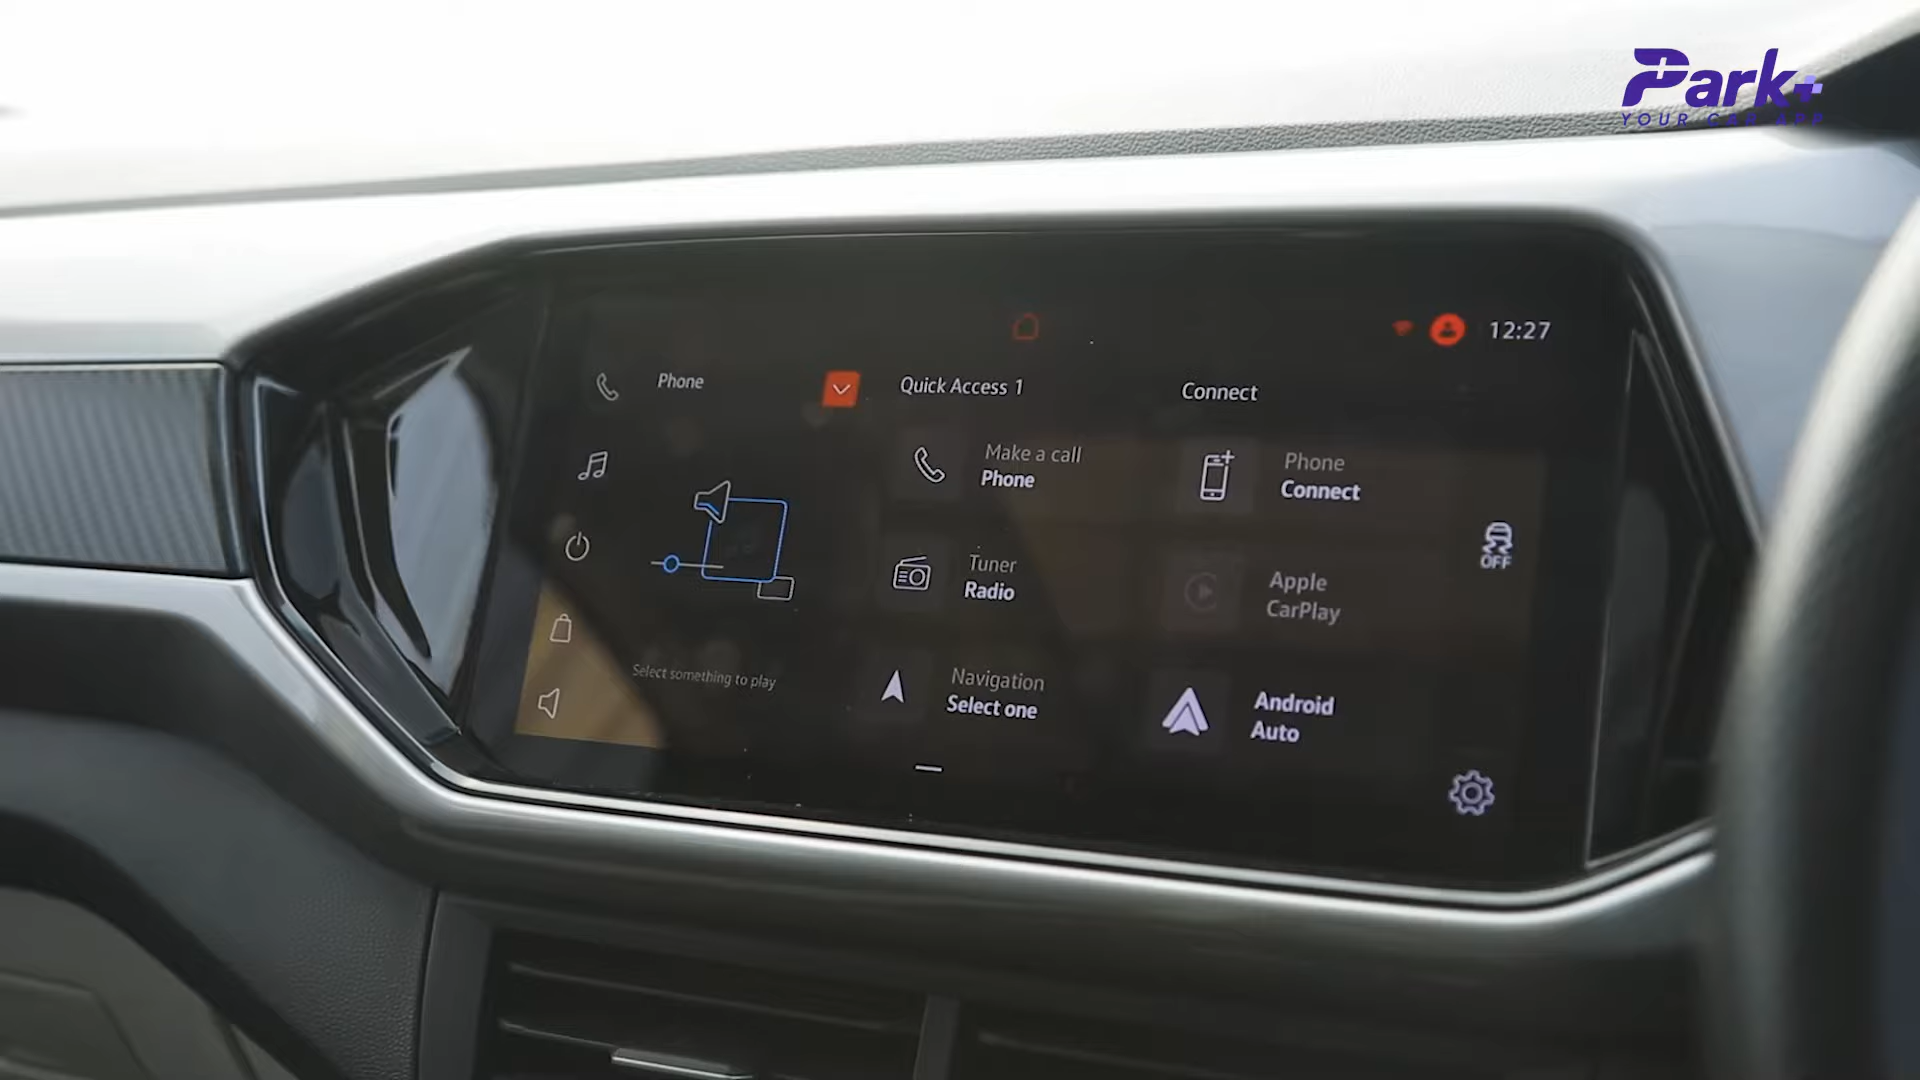 Park+
YOUR CAR APP
12:27
Phone
Quick Access 1
Connect
Make a call
Phone
Phone
Connect
OFF
Tuner
Radio
Apple
CarPlay
Select something to play
Navigation
Select one
Android
Auto